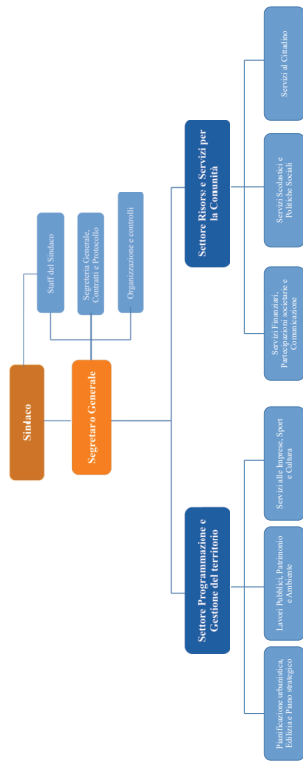 Sindaco
Staff del Sindaco
Segretar o Generale
Segreteria Generale,
Contratti e Protocollo
Organizzazione e controlli
Settore Programmazione e
Gestione del territorio
Settore Risorse e Servizi per
la Comunità
Pianificazione urbanistica,
Edilizia e Piano strategico
Lavori Pubblici, Patrimonio
e Ambiente
Servizi alle Imprese, Sport
e Cultura
Servizi Finanziari,
Partecipazioni societarie e
Comunicazione
Servizi Scolastici e
Politiche Sociali
Servizi al Cittadino